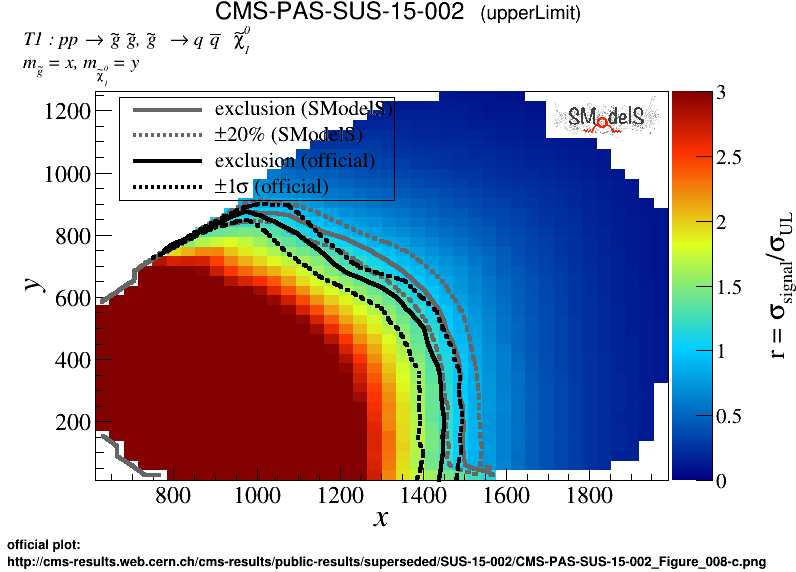 CMS-PAS-SUS-15-002 (upperLimit)
T1 : pp → g̃ g̃, g̃ → q q̄ χ̃₁⁰
m_g̃ = x, m_χ̃₁⁰ = y
exclusion (SModelS)
±20% (SModelS)
exclusion (official)
±1σ (official)
SModelS
1200
1000
800
600
400
200
y
800 1000 1200 1400 1600 1800
x
3
2.5
2
1.5
1
0.5
0
r = σ_signal/σ_UL
official plot:
http://cms-results.web.cern.ch/cms-results/public-results/superseded/SUS-15-002/CMS-PAS-SUS-15-002_Figure_008-c.png